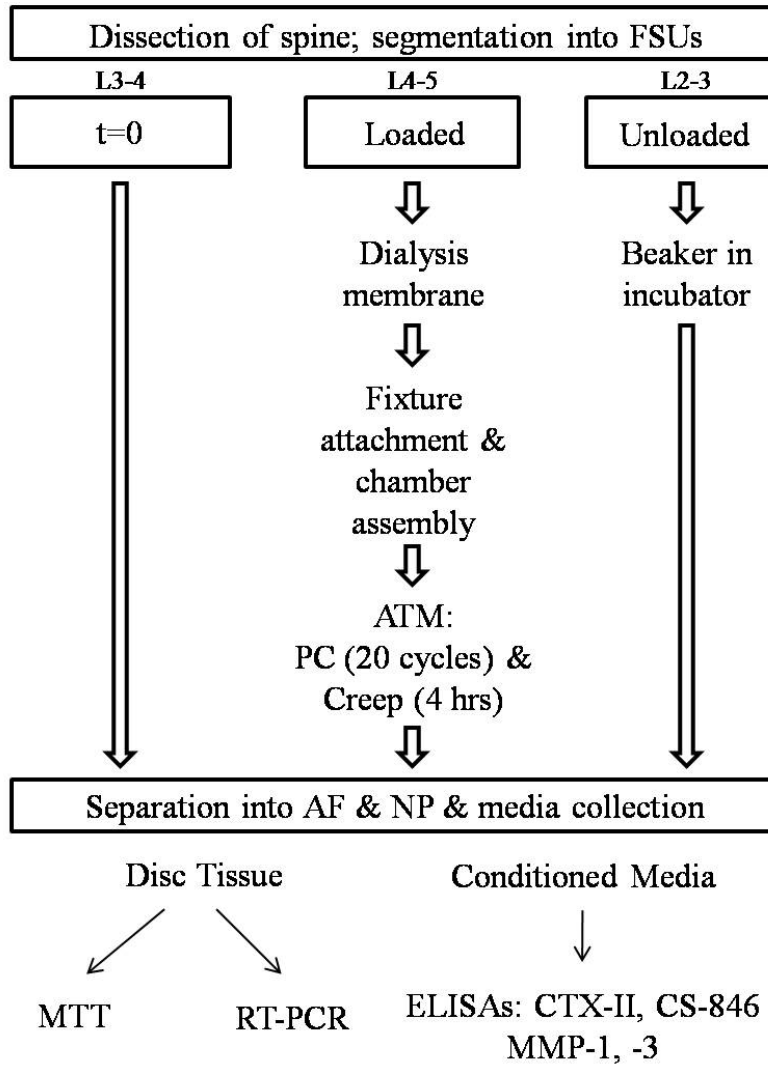 Dissection of spine; segmentation into FSUs
L3-4
L4-5
L2-3
t=0
Loaded
Unloaded
Dialysis
membrane
Beaker in
incubator
Fixture
attachment &
chamber
assembly
ATM:
PC (20 cycles) &
Creep (4 hrs)
Separation into AF & NP & media collection
Disc Tissue
Conditioned Media
MTT
RT-PCR
ELISAs: CTX-II, CS-846
MMP-1, -3